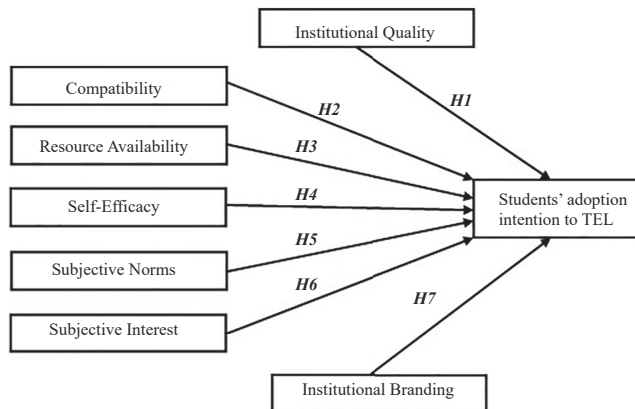 Institutional Quality
H1
Compatibility
H2
Resource Availability
H3
Self-Efficacy
H4
Students’ adoption
intention to TEL
Subjective Norms
H5
Subjective Interest
H6
H7
Institutional Branding